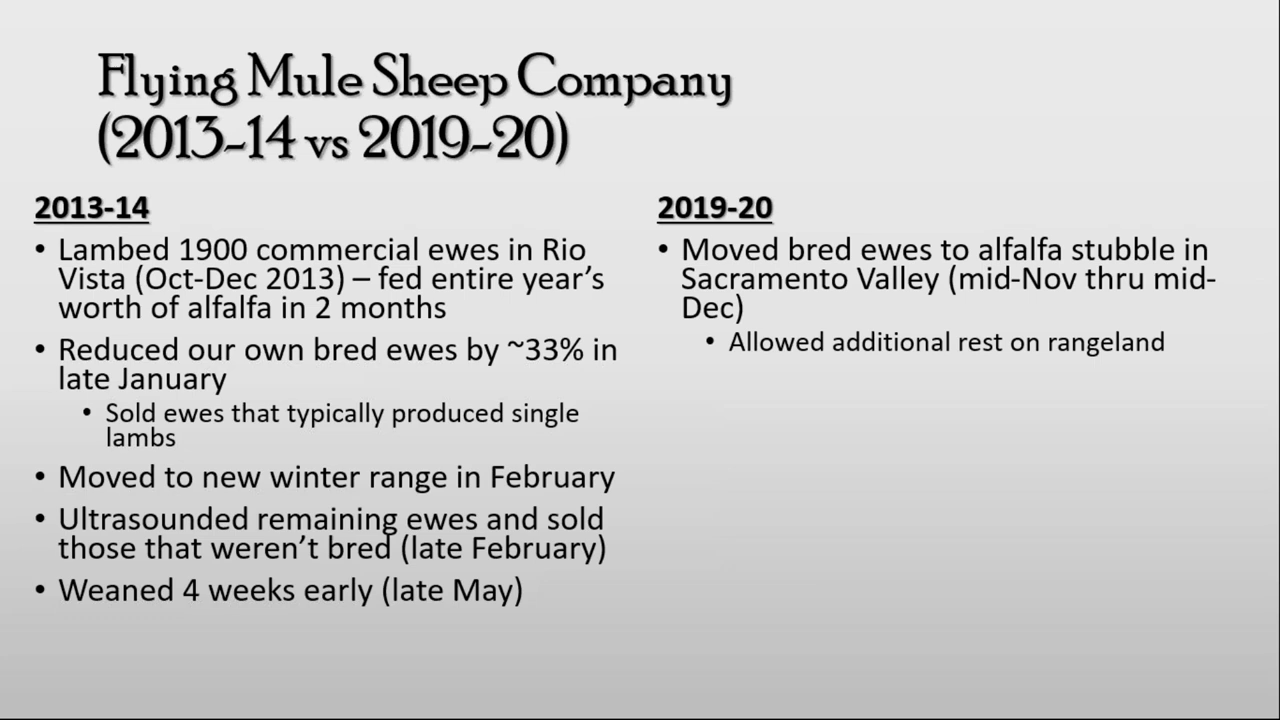 Flying Mule Sheep Company
(2013-14 vs 2019-20)
2013-14
• Lambed 1900 commercial ewes in Rio
Vista (Oct-Dec 2013) – fed entire year's
worth of alfalfa in 2 months
• Reduced our own bred ewes by ~33% in
late January
• Sold ewes that typically produced single
lambs
• Moved to new winter range in February
• Ultrasounded remaining ewes and sold
those that weren't bred (late February)
• Weaned 4 weeks early (late May)
2019-20
• Moved bred ewes to alfalfa stubble in
Sacramento Valley (mid-Nov thru mid-
Dec)
• Allowed additional rest on rangeland